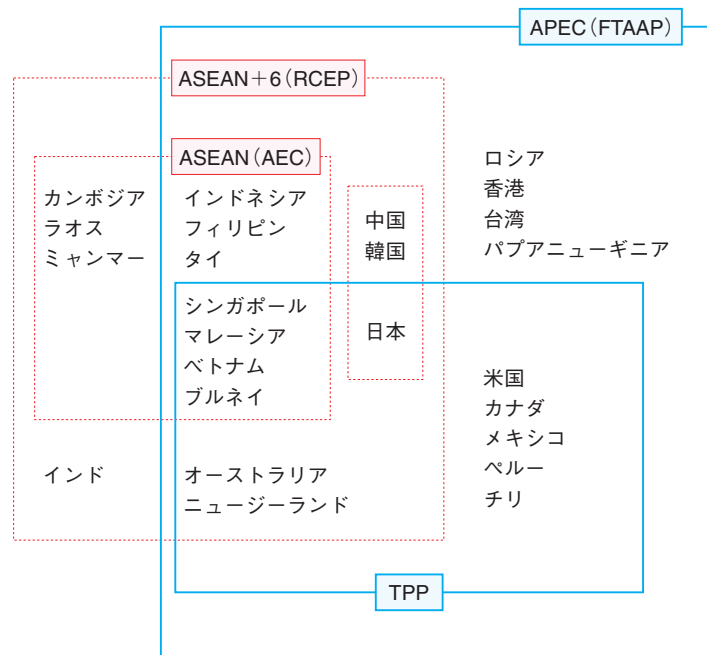 APEC(FTAAP)
ASEAN+6(RCEP)
ASEAN(AEC)
カンボジア
ラオス
ミャンマー
インドネシア
フィリピン
タイ
中国
韓国
ロシア
香港
台湾
パプアニューギニア
シンガポール
マレーシア
ベトナム
ブルネイ
日本
米国
カナダ
メキシコ
ペルー
チリ
インド
オーストラリア
ニュージーランド
TPP